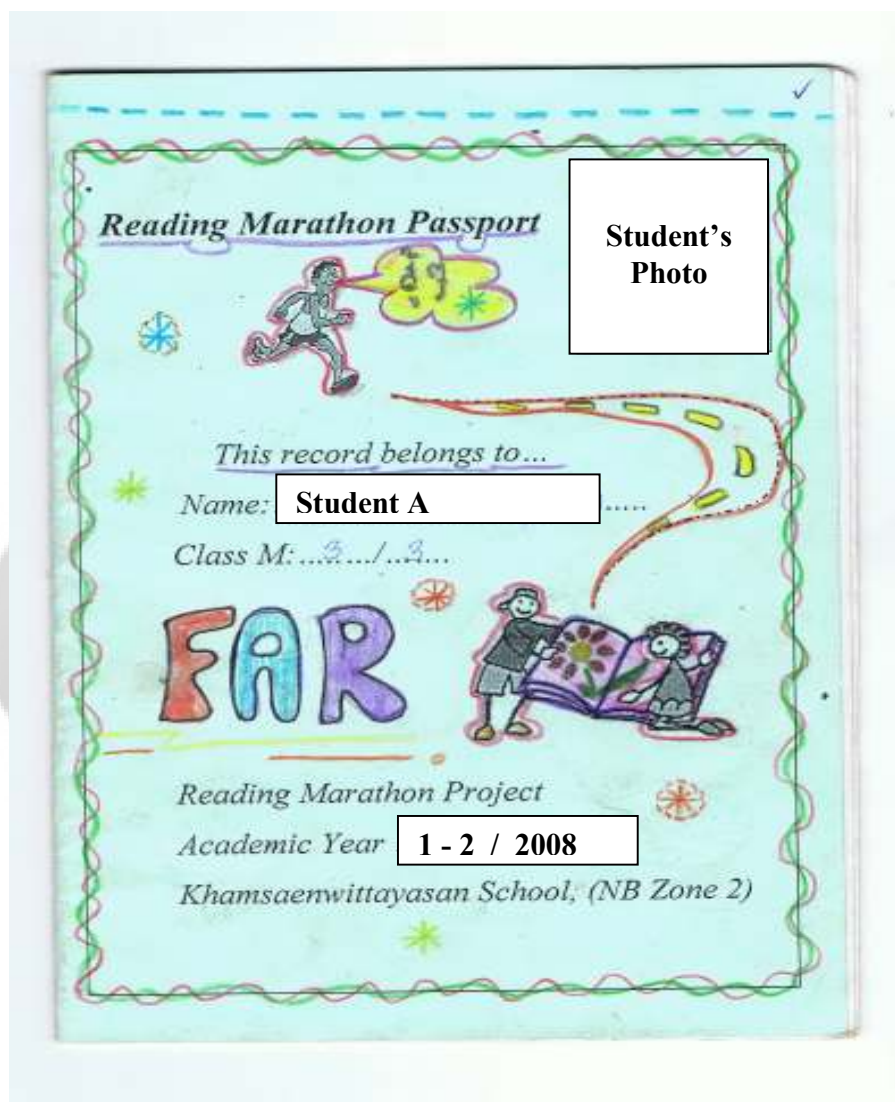 Reading Marathon Passport
Student's
Photo
This record belongs to...
Name: Student A .....
Class M: ...3.../...3...
FAR
Reading Marathon Project
Academic Year 1 - 2 / 2008
Khamsaenwittayasan School, (NB Zone 2)